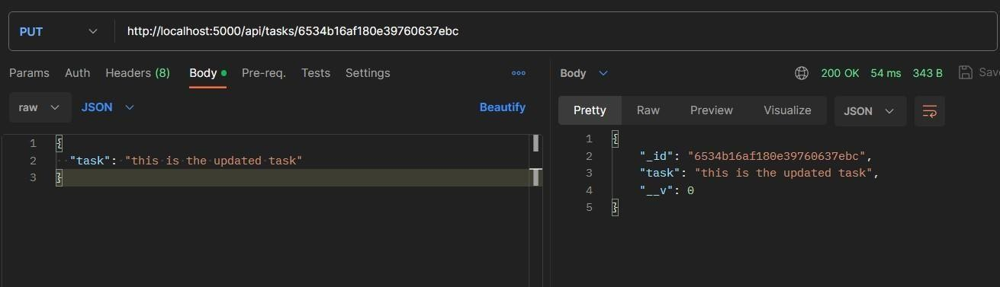 PUT http://localhost:5000/api/tasks/6534b16af180e39760637ebc
Params Auth Headers (8) Body Pre-req. Tests Settings
raw JSON Beautify
1 {
2 "task": "this is the updated task"
3 }
Body 200 OK 54 ms 343 B Save
Pretty Raw Preview Visualize JSON
1 {
2 "_id": "6534b16af180e39760637ebc",
3 "task": "this is the updated task",
4 "__v": 0
5 }